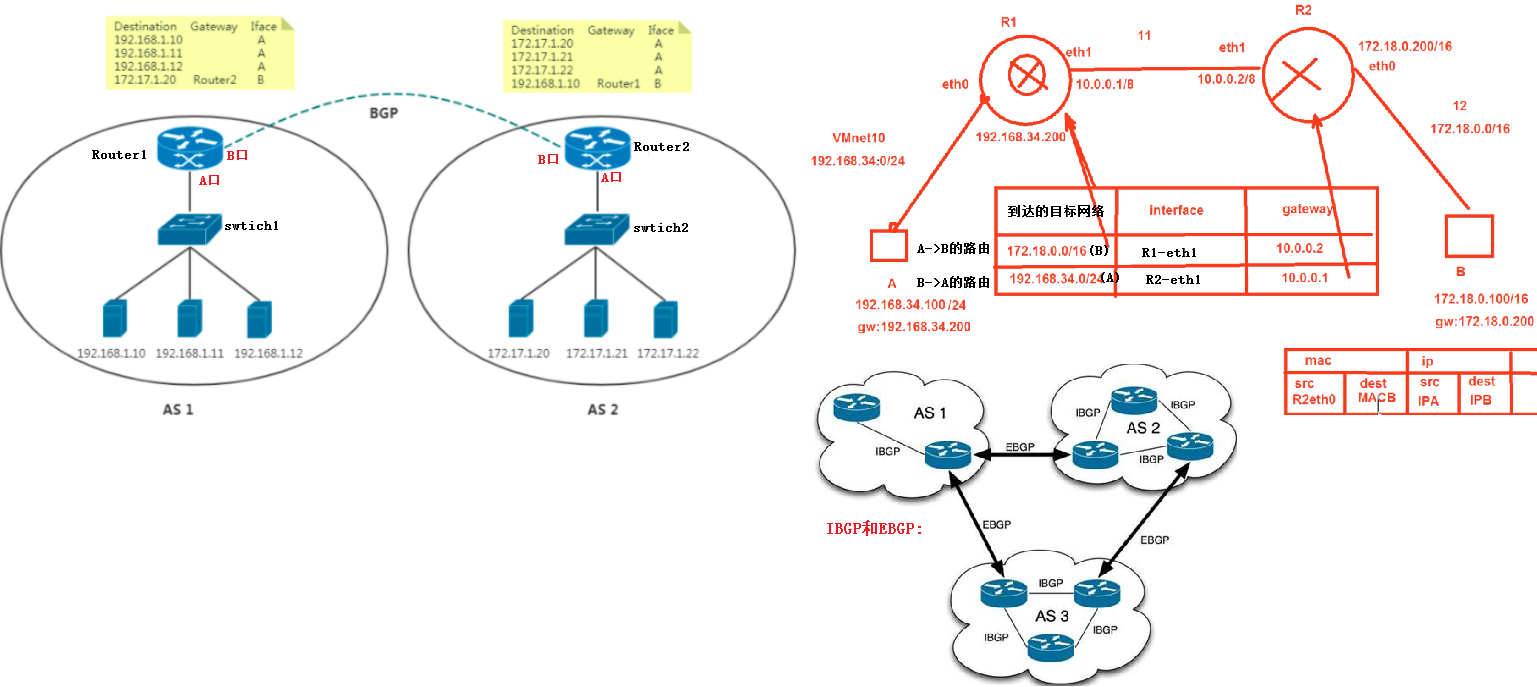 Destination Gateway Iface
192.168.1.10 A
192.168.1.11 A
192.168.1.12 A
172.17.1.20 Router2 B
Destination Gateway Iface
172.17.1.20 A
172.17.1.21 A
172.17.1.22 A
192.168.1.10 Router1 B
BGP
Router1
B口
A口
swtich1
192.168.1.10 192.168.1.11 192.168.1.12
AS 1
Router2
B口
A口
swtich2
172.17.1.20 172.17.1.21 172.17.1.22
AS 2
R1
eth1
11
eth0
10.0.0.1/8
192.168.34.200
R2
eth1
10.0.0.2/8
172.18.0.200/16
eth0
12
172.18.0.0/16
VMnet10
192.168.34:0/24
到达的目标网络 interface gateway
A->B的路由 172.18.0.0/16(B) R1-eth1 10.0.0.2
B->A的路由 192.168.34.0/24(A) R2-eth1 10.0.0.1
A
192.168.34.100/24
gw:192.168.34.200
B
172.18.0.100/16
gw:172.18.0.200
mac ip
src dest src dest
R2eth0 MACB IPA IPB
AS 1
IBGP
EBGP
IBGP
IBGP
AS 2
IBGP
IBGP和EBGP:
EBGP
EBGP
IBGP
AS 3
IBGP
IBGP